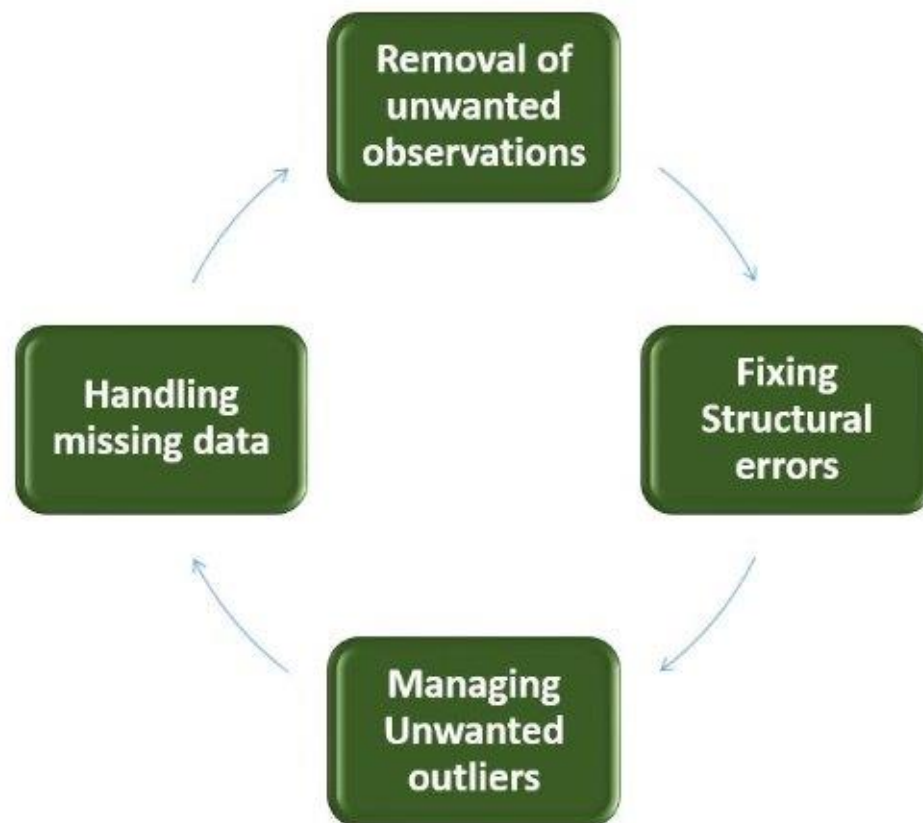 Removal of
unwanted
observations
Fixing
Structural
errors
Managing
Unwanted
outliers
Handling
missing data